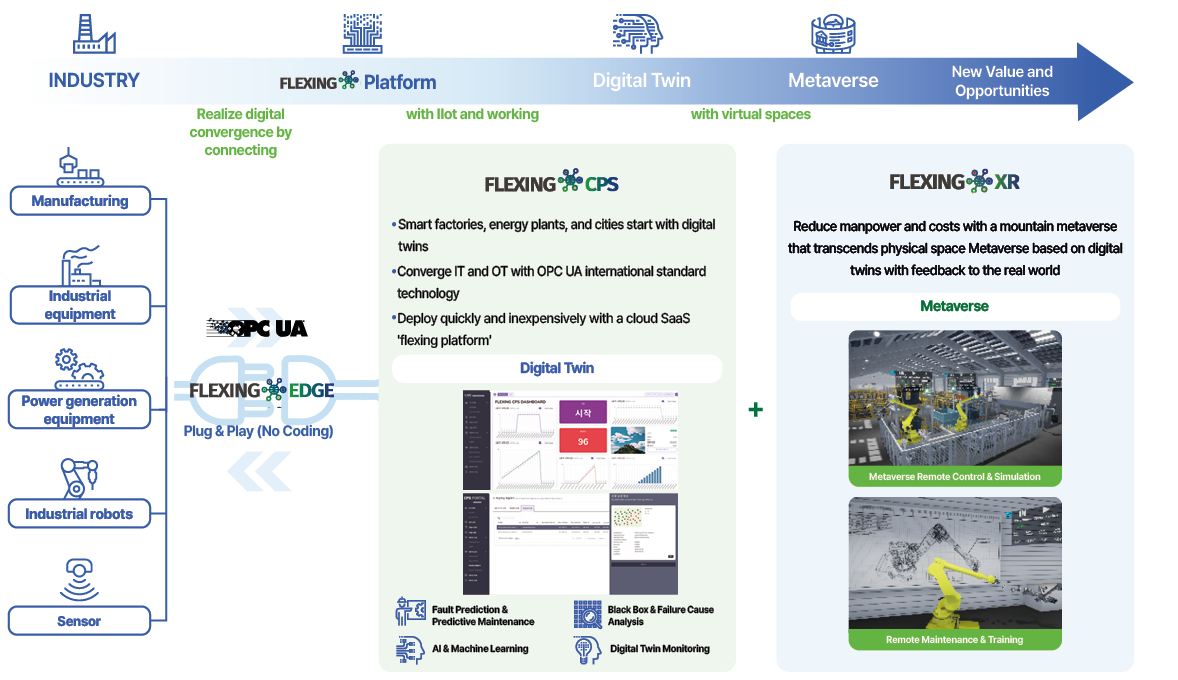 INDUSTRY
FLEXING Platform
Digital Twin
Metaverse
New Value and
Opportunities
Realize digital
convergence by
connecting
with IIot and working
with virtual spaces
Manufacturing
Industrial
equipment
Power generation
equipment
Industrial robots
Sensor
OPC UA
FLEXING EDGE
Plug & Play (No Coding)
FLEXING CPS
•Smart factories, energy plants, and cities start with digital
twins
•Converge IT and OT with OPC UA international standard
technology
•Deploy quickly and inexpensively with a cloud SaaS
'flexing platform'
Digital Twin
FLEXING CPS DASHBOARD
시작
96
CPS PORTAL
Fault Prediction &
Predictive Maintenance
Black Box & Failure Cause
Analysis
AI & Machine Learning
Digital Twin Monitoring
+
FLEXING XR
Reduce manpower and costs with a mountain metaverse
that transcends physical space Metaverse based on digital
twins with feedback to the real world
Metaverse
Metaverse Remote Control & Simulation
Remote Maintenance & Training